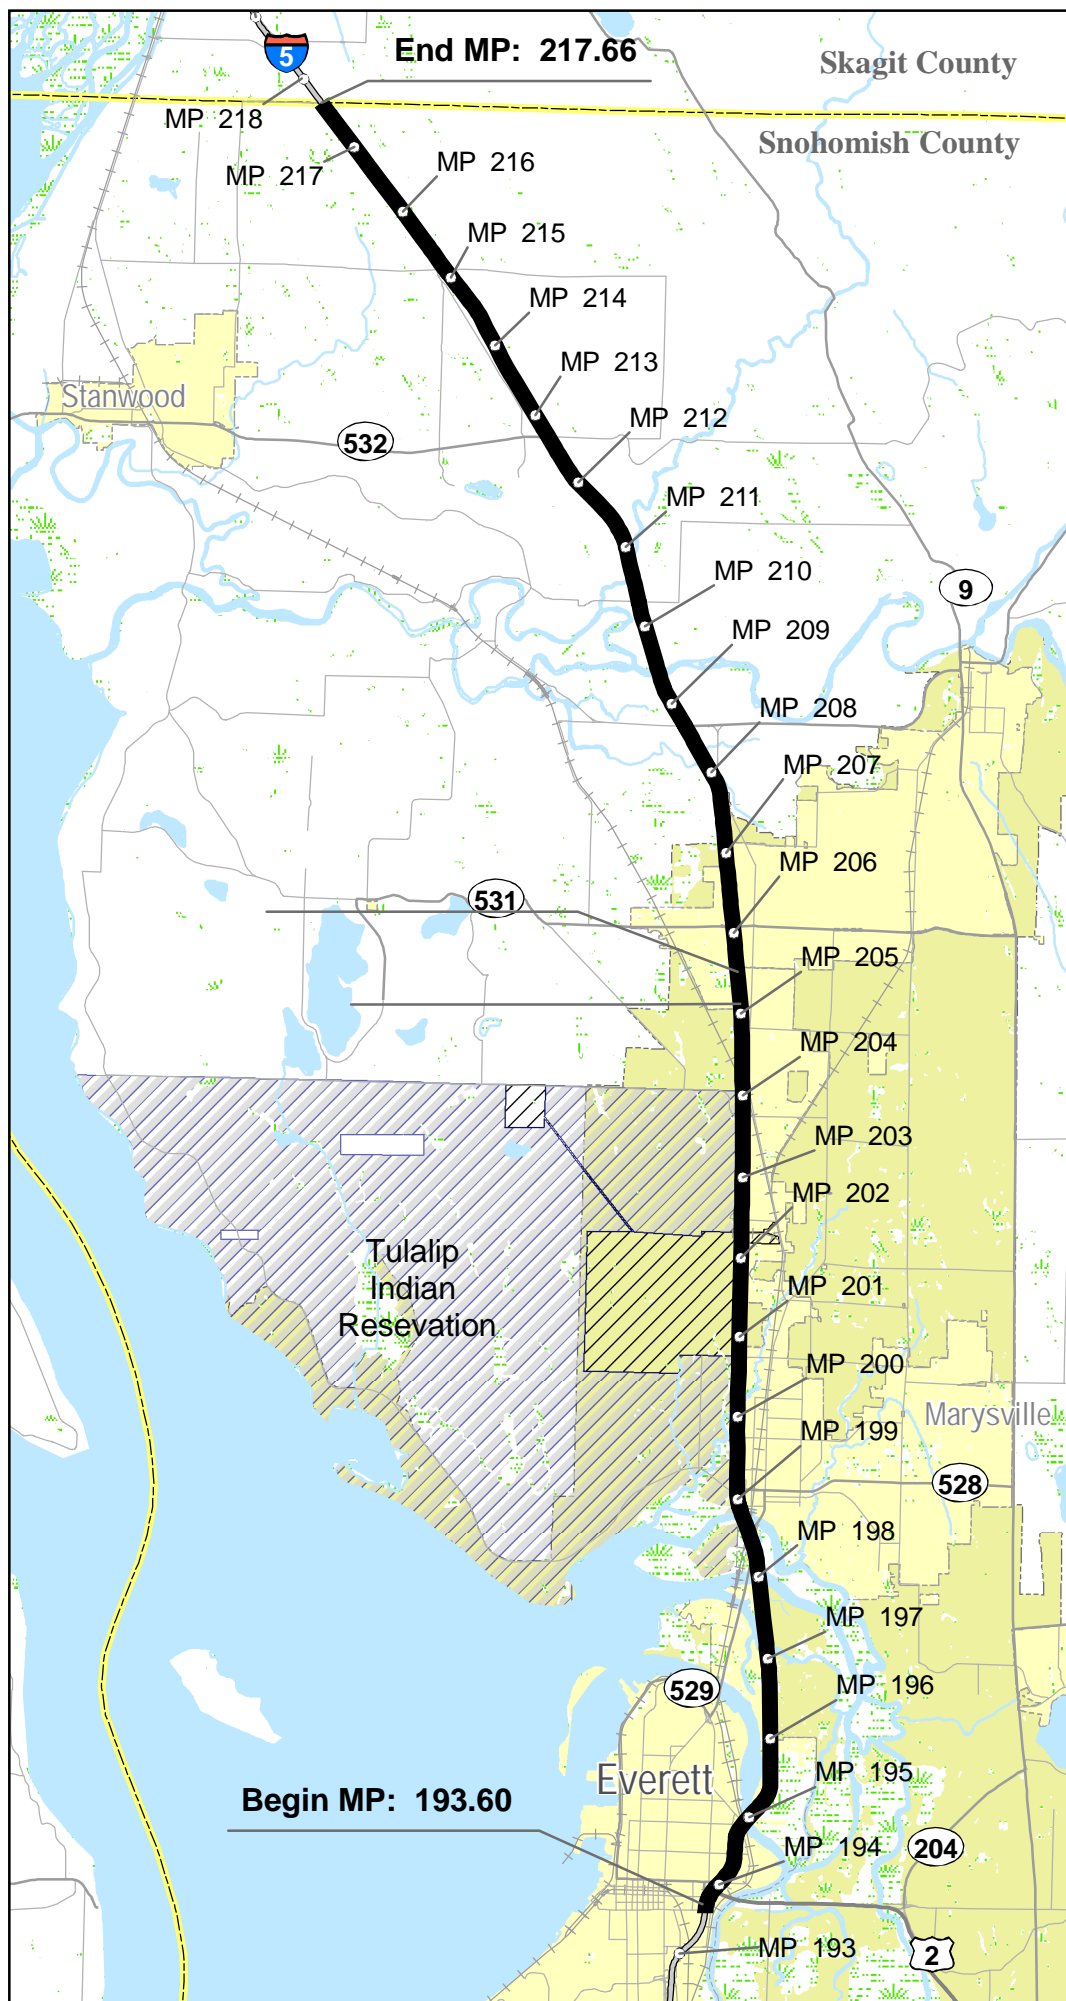 End MP: 217.66
5
Skagit County
MP 218
Snohomish County
MP 217
MP 216
MP 215
MP 214
MP 213
Stanwood
MP 212
532
MP 211
MP 210
9
MP 209
MP 208
MP 207
MP 206
531
MP 205
MP 204
MP 203
MP 202
Tulalip
Indian
Resevation
MP 201
MP 200
Marysville
MP 199
528
MP 198
MP 197
529
MP 196
Everett
MP 195
Begin MP: 193.60
MP 194
204
MP 193
2